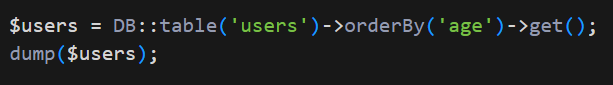 $users = DB::table('users')->orderBy('age')->get();
dump($users);